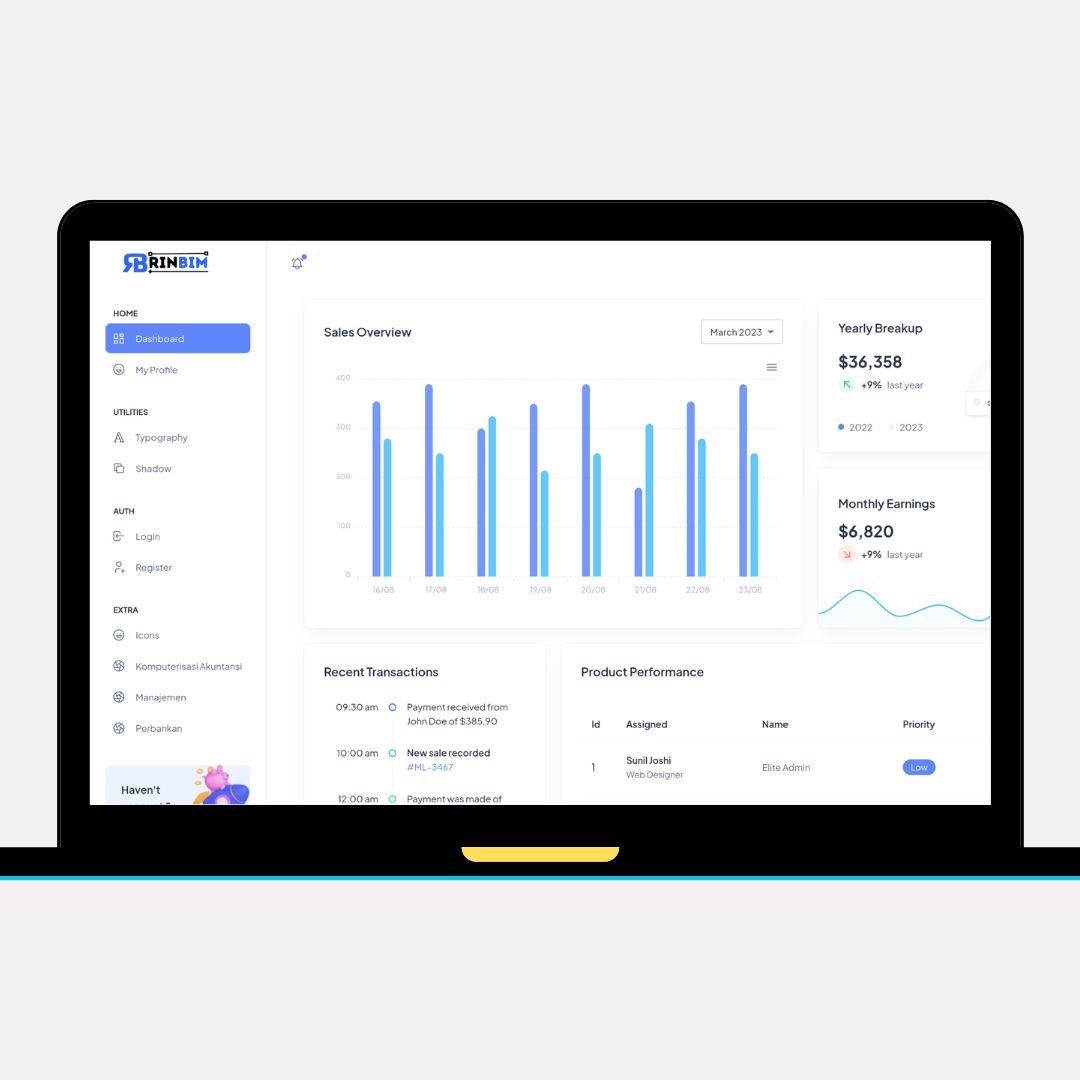 RBRINBIM
HOME
Dashboard
My Profile
UTILITIES
Typography
Shadow
AUTH
Login
Register
EXTRA
Icons
Komputerisasi Akuntansi
Manajemen
Perbankan
Haven't
Sales Overview
March 2023
400
300
200
100
0
16/08 17/08 18/08 19/08 20/08 21/08 22/08 23/08
Yearly Breakup
$36,358
+9% last year
2022 2023
Monthly Earnings
$6,820
+9% last year
Recent Transactions
09:30 am Payment received from
John Doe of $385.90
10:00 am New sale recorded
#ML-3467
12:00 am Payment was made of
Product Performance
Id Assigned Name Priority
1 Sunil Joshi Elite Admin Low
Web Designer